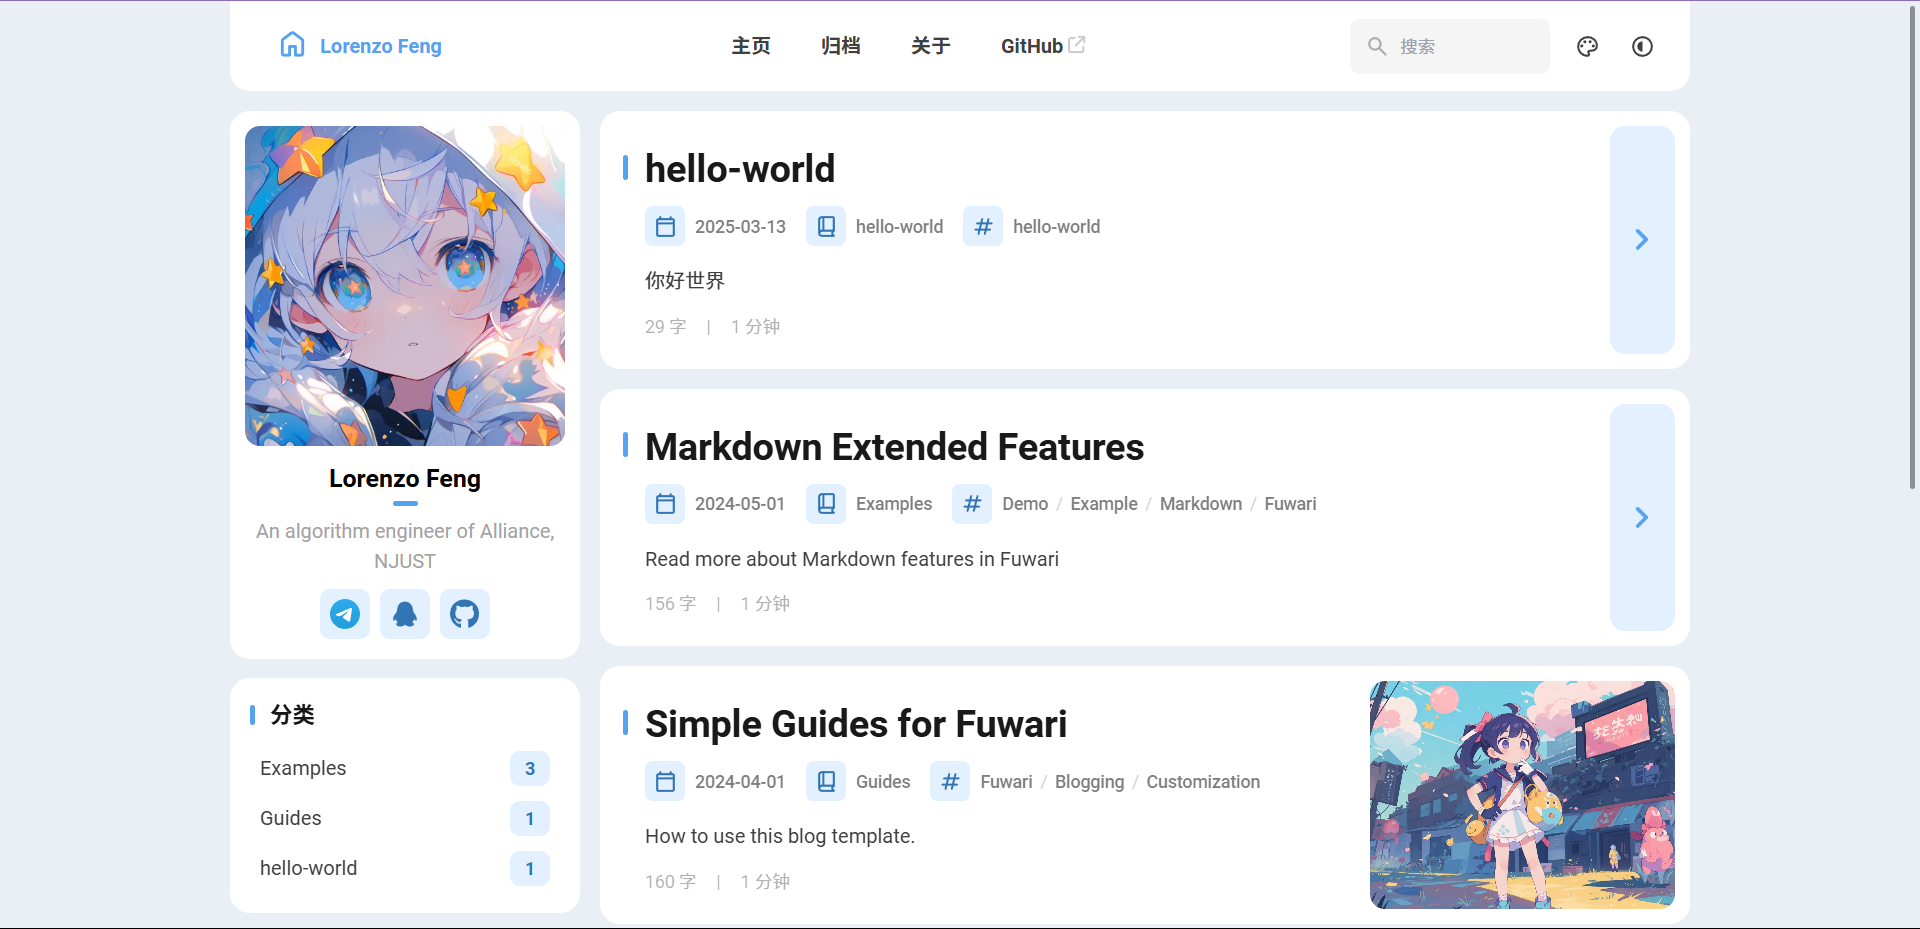 Lorenzo Feng
主页 归档 关于 GitHub
搜索
Lorenzo Feng
An algorithm engineer of Alliance,
NJUST
分类
Examples 3
Guides 1
hello-world 1
hello-world
2025-03-13 hello-world # hello-world
你好世界
29 字 | 1 分钟
Markdown Extended Features
2024-05-01 Examples # Demo / Example / Markdown / Fuwari
Read more about Markdown features in Fuwari
156 字 | 1 分钟
Simple Guides for Fuwari
2024-04-01 Guides # Fuwari / Blogging / Customization
How to use this blog template.
160 字 | 1 分钟